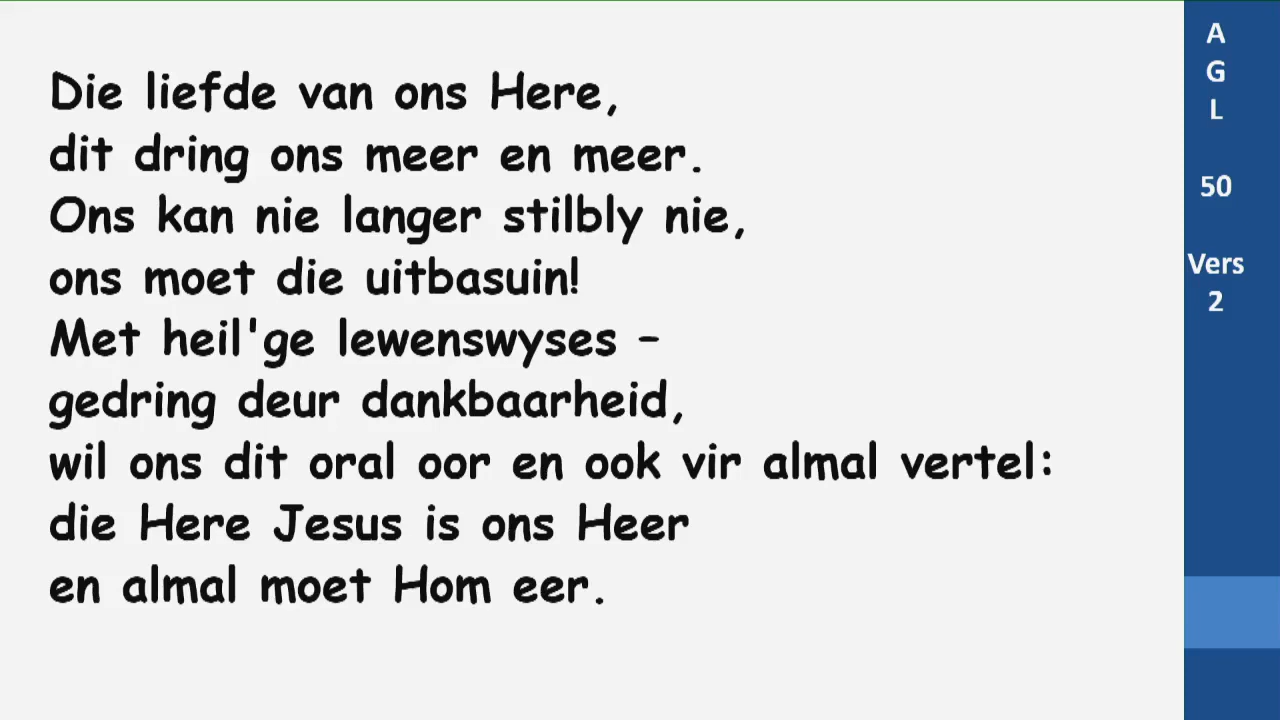 Die liefde van ons Here,
dit dring ons meer en meer.
Ons kan nie langer stilbly nie,
ons moet die uitbasuin!
Met heil'ge lewenswyses –
gedring deur dankbaarheid,
wil ons dit oral oor en ook vir almal vertel:
die Here Jesus is ons Heer
en almal moet Hom eer.
A
G
L
50
Vers
2